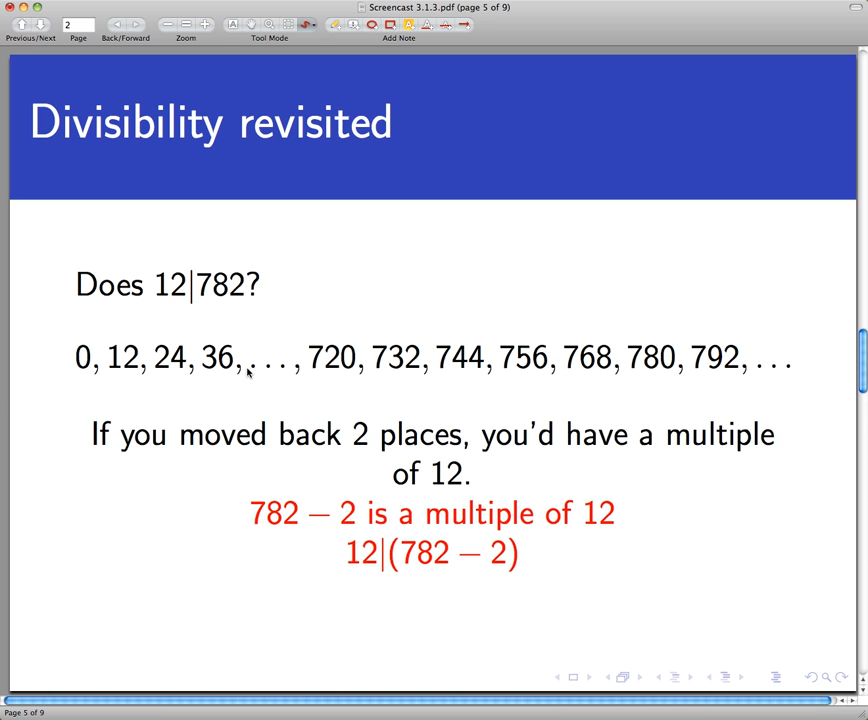 Screencast 3.1.3.pdf (page 5 of 9)
2
Previous/Next Page Back/Forward Zoom Tool Mode Add Note
Divisibility revisited
Does 12|782?
0, 12, 24, 36, . . . , 720, 732, 744, 756, 768, 780, 792, . . .
If you moved back 2 places, you'd have a multiple
of 12.
782 − 2 is a multiple of 12
12|(782 − 2)
Page 5 of 9